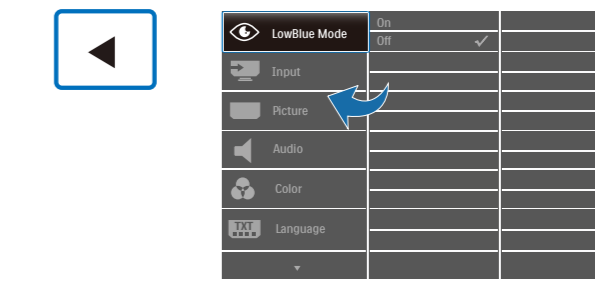 LowBlue Mode
On
Off
Input
Picture
Audio
Color
TXT
Language